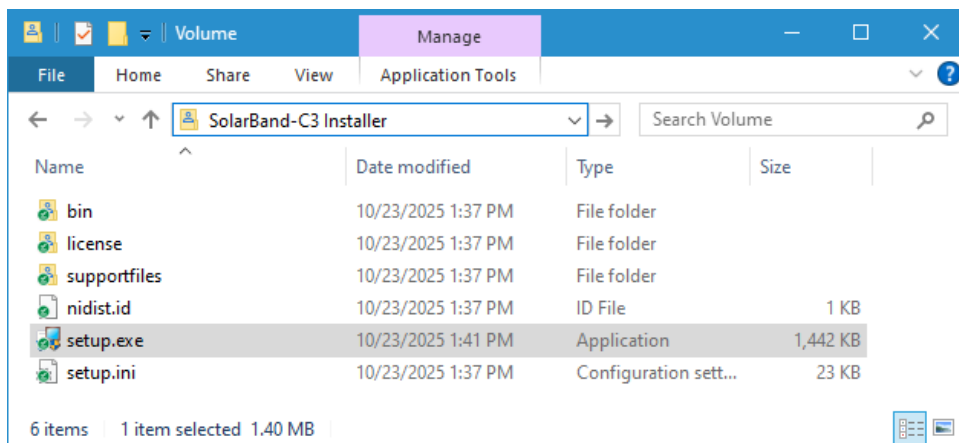 Volume Manage
File Home Share View Application Tools ?
SolarBand-C3 Installer Search Volume
Name Date modified Type Size
bin 10/23/2025 1:37 PM File folder
license 10/23/2025 1:37 PM File folder
supportfiles 10/23/2025 1:37 PM File folder
nidist.id 10/23/2025 1:37 PM ID File 1 KB
setup.exe 10/23/2025 1:41 PM Application 1,442 KB
setup.ini 10/23/2025 1:37 PM Configuration sett... 23 KB
6 items 1 item selected 1.40 MB